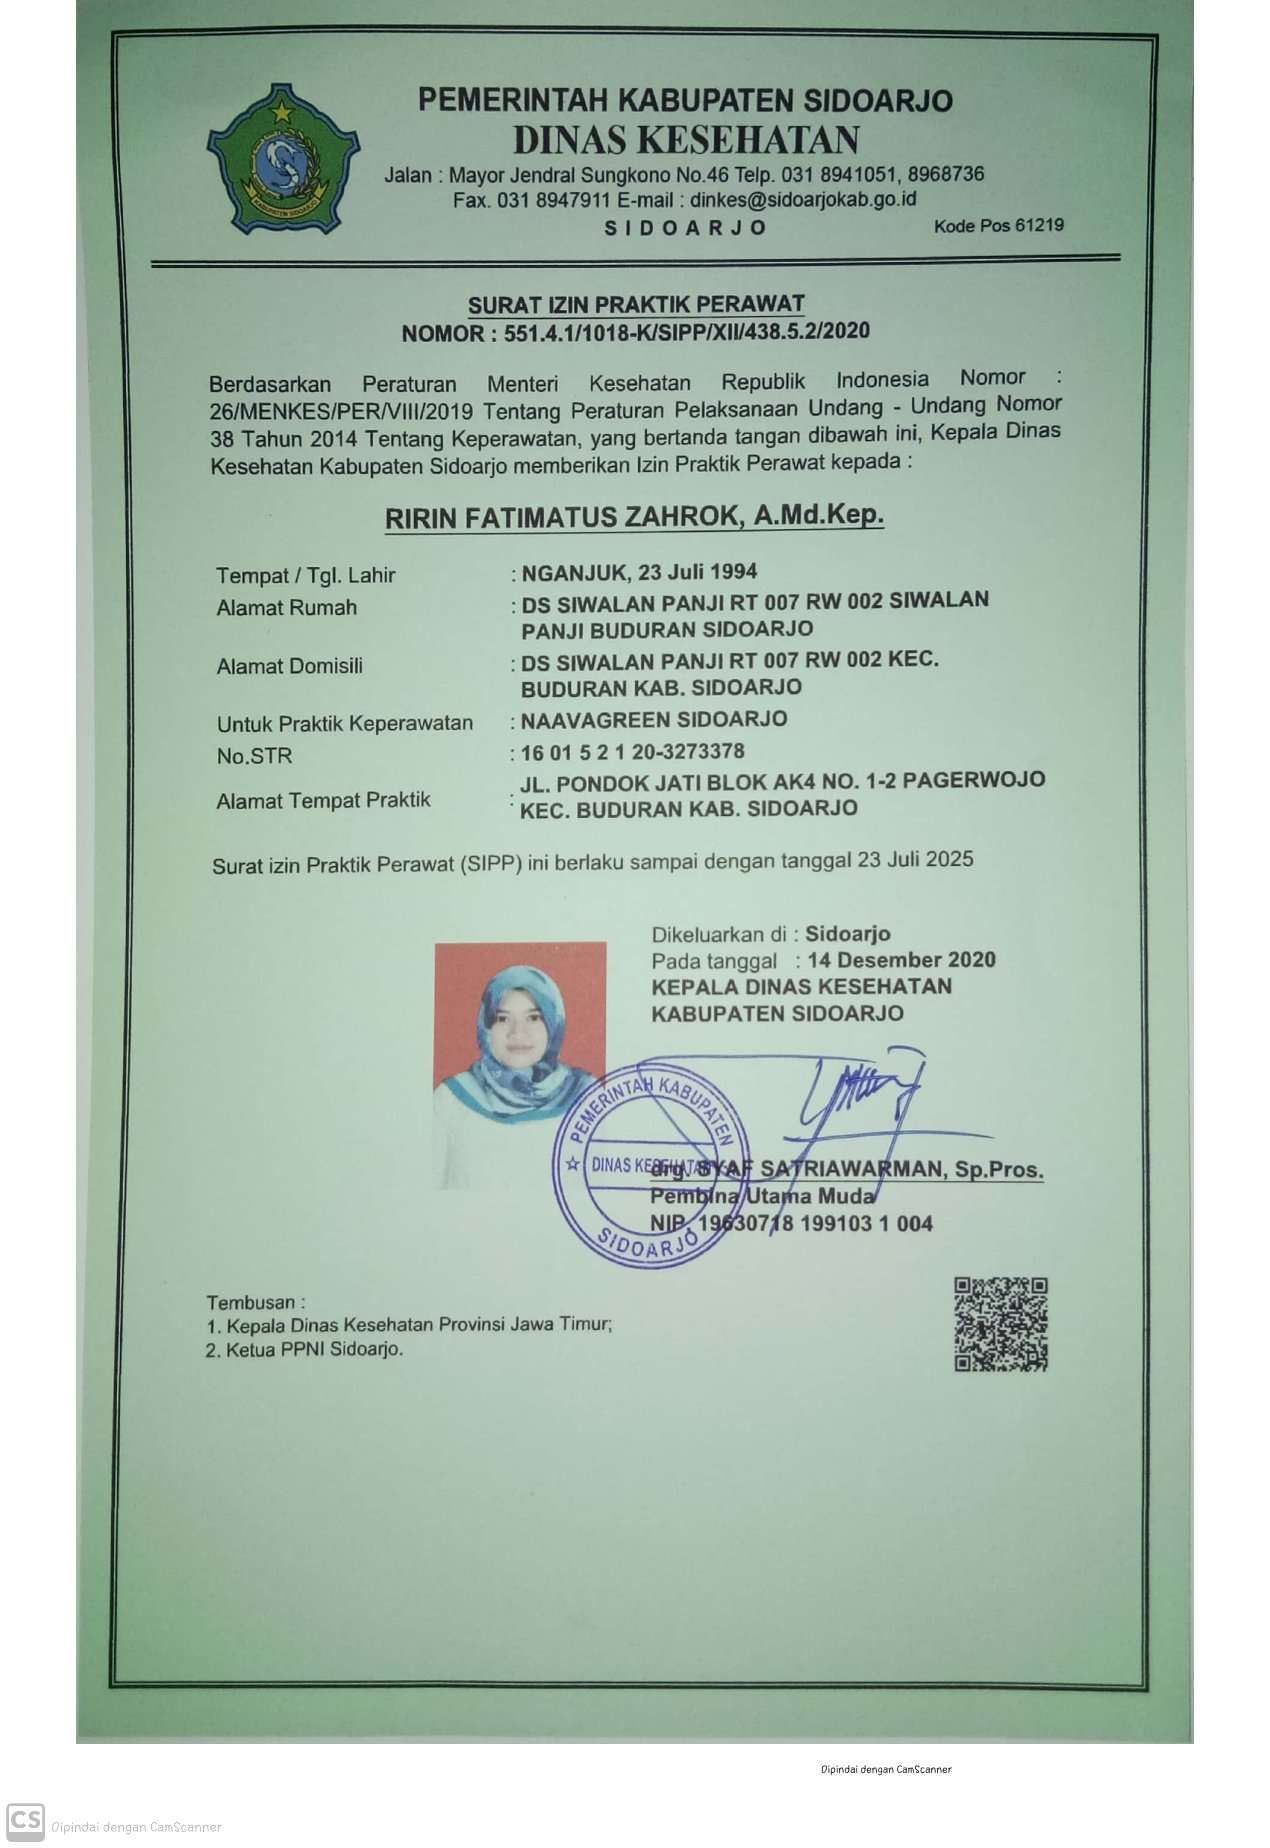 PEMERINTAH KABUPATEN SIDOARJO
DINAS KESEHATAN
Jalan : Mayor Jendral Sungkono No.46 Telp. 031 8941051, 8968736
Fax. 031 8947911 E-mail : dinkes@sidoarjokab.go.id
SIDOARJO
Kode Pos 61219
KABUPATEN SIDOARJO
SURAT IZIN PRAKTIK PERAWAT
NOMOR : 551.4.1/1018-K/SIPP/XII/438.5.2/2020
Berdasarkan Peraturan Menteri Kesehatan Republik Indonesia Nomor :
26/MENKES/PER/VIII/2019 Tentang Peraturan Pelaksanaan Undang - Undang Nomor
38 Tahun 2014 Tentang Keperawatan, yang bertanda tangan dibawah ini, Kepala Dinas
Kesehatan Kabupaten Sidoarjo memberikan Izin Praktik Perawat kepada :
RIRIN FATIMATUS ZAHROK, A.Md.Kep.
Tempat / Tgl. Lahir : NGANJUK, 23 Juli 1994
Alamat Rumah : DS SIWALAN PANJI RT 007 RW 002 SIWALAN
PANJI BUDURAN SIDOARJO
Alamat Domisili : DS SIWALAN PANJI RT 007 RW 002 KEC.
BUDURAN KAB. SIDOARJO
Untuk Praktik Keperawatan : NAAVAGREEN SIDOARJO
No.STR : 16 01 5 2 1 20-3273378
Alamat Tempat Praktik : JL. PONDOK JATI BLOK AK4 NO. 1-2 PAGERWOJO
KEC. BUDURAN KAB. SIDOARJO
Surat izin Praktik Perawat (SIPP) ini berlaku sampai dengan tanggal 23 Juli 2025
Dikeluarkan di : Sidoarjo
Pada tanggal : 14 Desember 2020
KEPALA DINAS KESEHATAN
KABUPATEN SIDOARJO
PEMERINTAH KABUPATEN
DINAS KESEHATAN
SIDOARJO
drg. SYAF SATRIAWARMAN, Sp.Pros.
Pembina Utama Muda
NIP. 19630718 199103 1 004
Tembusan :
1. Kepala Dinas Kesehatan Provinsi Jawa Timur;
2. Ketua PPNI Sidoarjo.
Dipindai dengan CamScanner
CS Dipindai dengan CamScanner